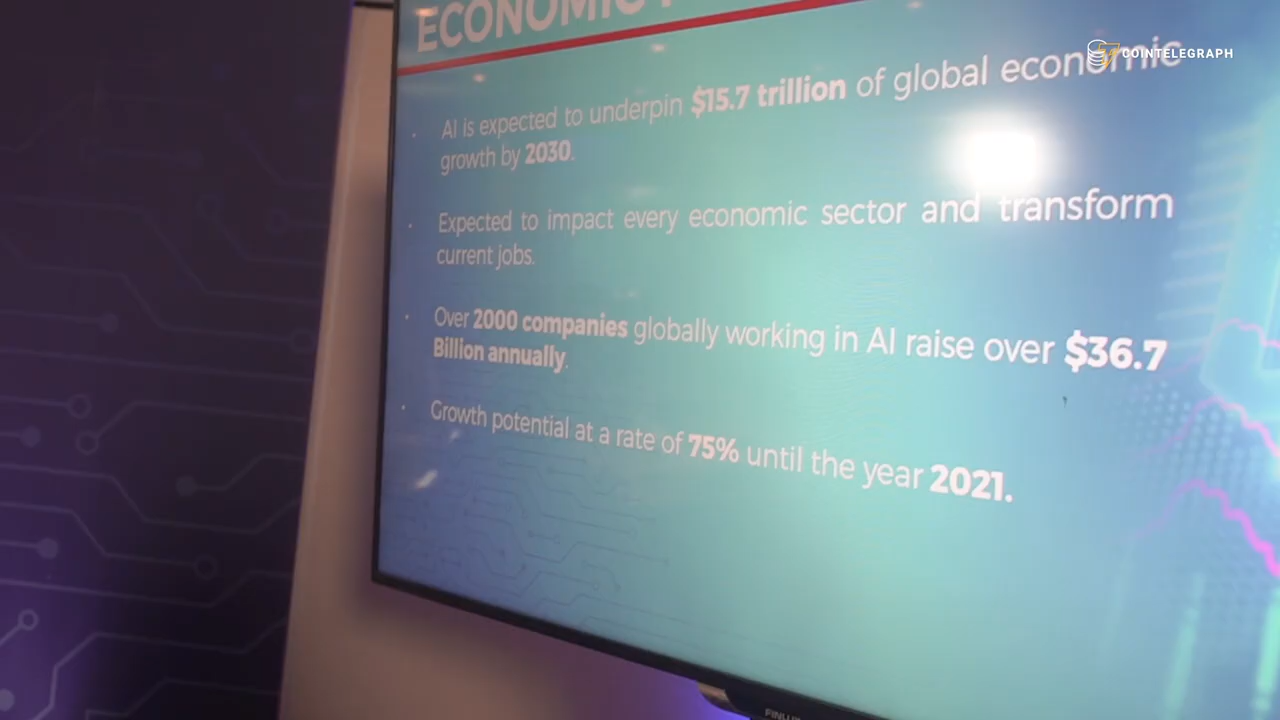 ECONOMIC
COINTELEGRAPH
AI is expected to underpin $15.7 trillion of global economic
growth by 2030.
Expected to impact every economic sector and transform
current jobs.
Over 2000 companies globally working in AI raise over $36.7
Billion annually.
Growth potential at a rate of 75% until the year 2021.